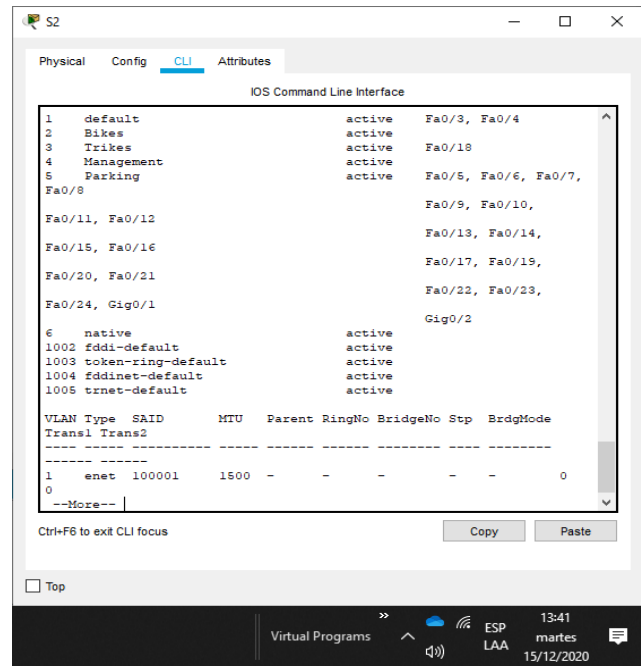 S2
Physical Config CLI Attributes
IOS Command Line Interface
1 default active Fa0/3, Fa0/4
2 Bikes active
3 Trikes active Fa0/18
4 Management active
5 Parking active Fa0/5, Fa0/6, Fa0/7,
Fa0/8
Fa0/9, Fa0/10,
Fa0/11, Fa0/12
Fa0/13, Fa0/14,
Fa0/15, Fa0/16
Fa0/17, Fa0/19,
Fa0/20, Fa0/21
Fa0/22, Fa0/23,
Fa0/24, Gig0/1
Gig0/2
6 native active
1002 fddi-default active
1003 token-ring-default active
1004 fddinet-default active
1005 trnet-default active
VLAN Type SAID MTU Parent RingNo BridgeNo Stp BrdgMode
Trans1 Trans2
---- ----- ---------- ----- ------ ------ -------- ---- --------
------ ------
1 enet 100001 1500 - - - - - 0
0
--More--
Ctrl+F6 to exit CLI focus
Copy Paste
Top
Virtual Programs
»
ESP
LAA
13:41
martes
15/12/2020